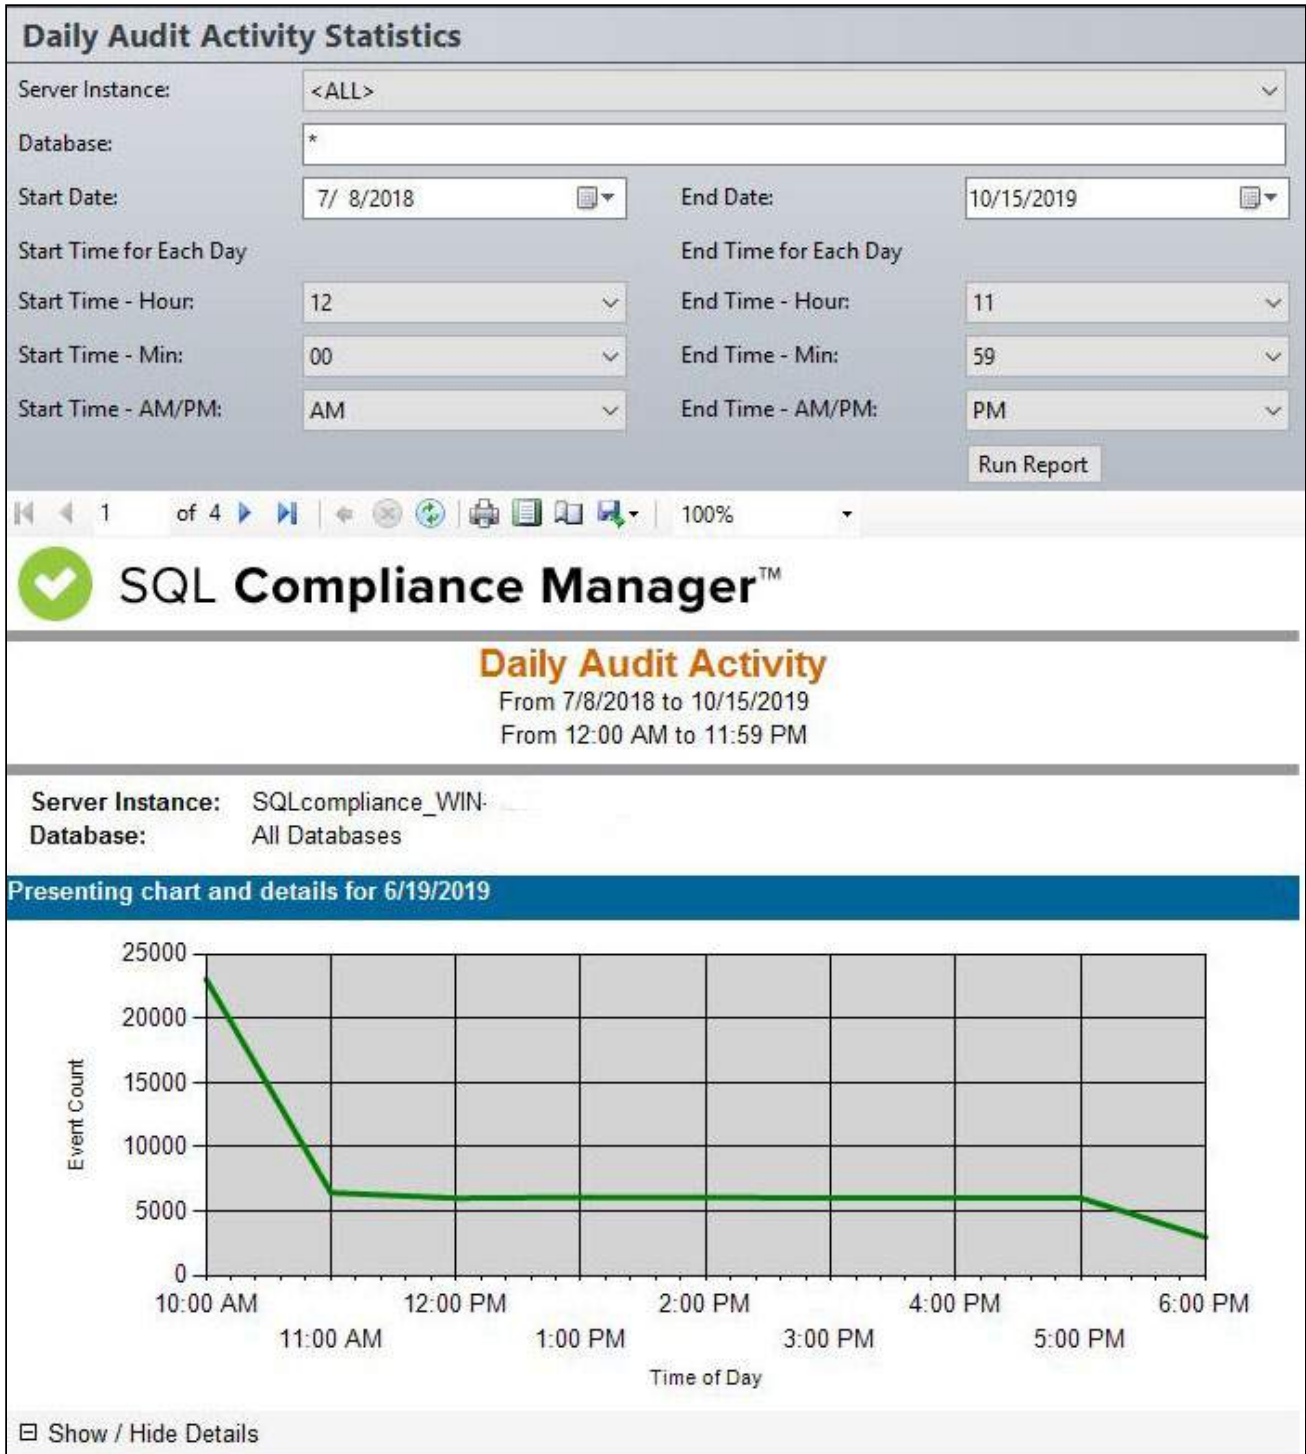 Daily Audit Activity Statistics
Server Instance: <ALL>
Database: *
Start Date: 7/ 8/2018 End Date: 10/15/2019
Start Time for Each Day End Time for Each Day
Start Time - Hour: 12 End Time - Hour: 11
Start Time - Min: 00 End Time - Min: 59
Start Time - AM/PM: AM End Time - AM/PM: PM
Run Report
1 of 4 100%
SQL Compliance Manager™
Daily Audit Activity
From 7/8/2018 to 10/15/2019
From 12:00 AM to 11:59 PM
Server Instance: SQLcompliance_WIN-
Database: All Databases
Presenting chart and details for 6/19/2019
25000
20000
15000
10000
5000
0
Event Count
10:00 AM 12:00 PM 2:00 PM 4:00 PM 6:00 PM
11:00 AM 1:00 PM 3:00 PM 5:00 PM
Time of Day
Show / Hide Details